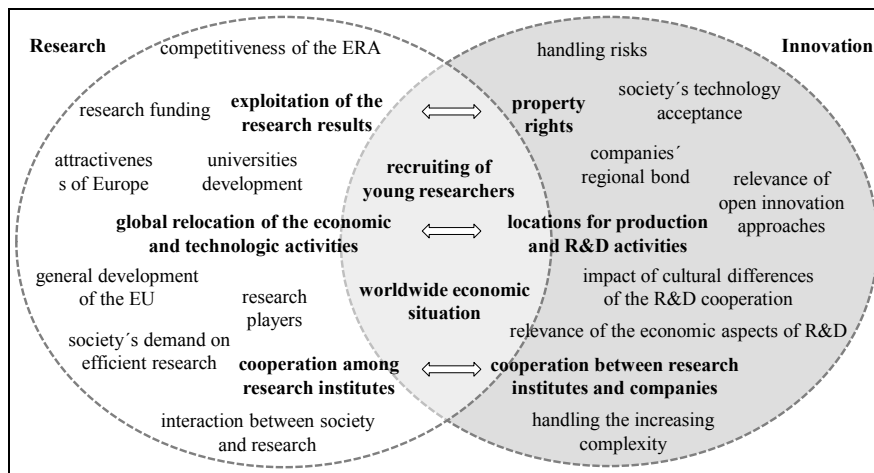 Research
competitiveness of the ERA
handling risks
Innovation
research funding
exploitation of the
research results
property
rights
society´s technology
acceptance
attractivenes
s of Europe
universities
development
recruiting of
young researchers
companies´
regional bond
relevance of
open innovation
approaches
global relocation of the economic
and technologic activities
locations for production
and R&D activities
general development
of the EU
research
players
worldwide economic
situation
impact of cultural differences
of the R&D cooperation
society´s demand on
efficient research
relevance of the economic aspects of R&D
cooperation among
research institutes
cooperation between research
institutes and companies
interaction between society
and research
handling the increasing
complexity